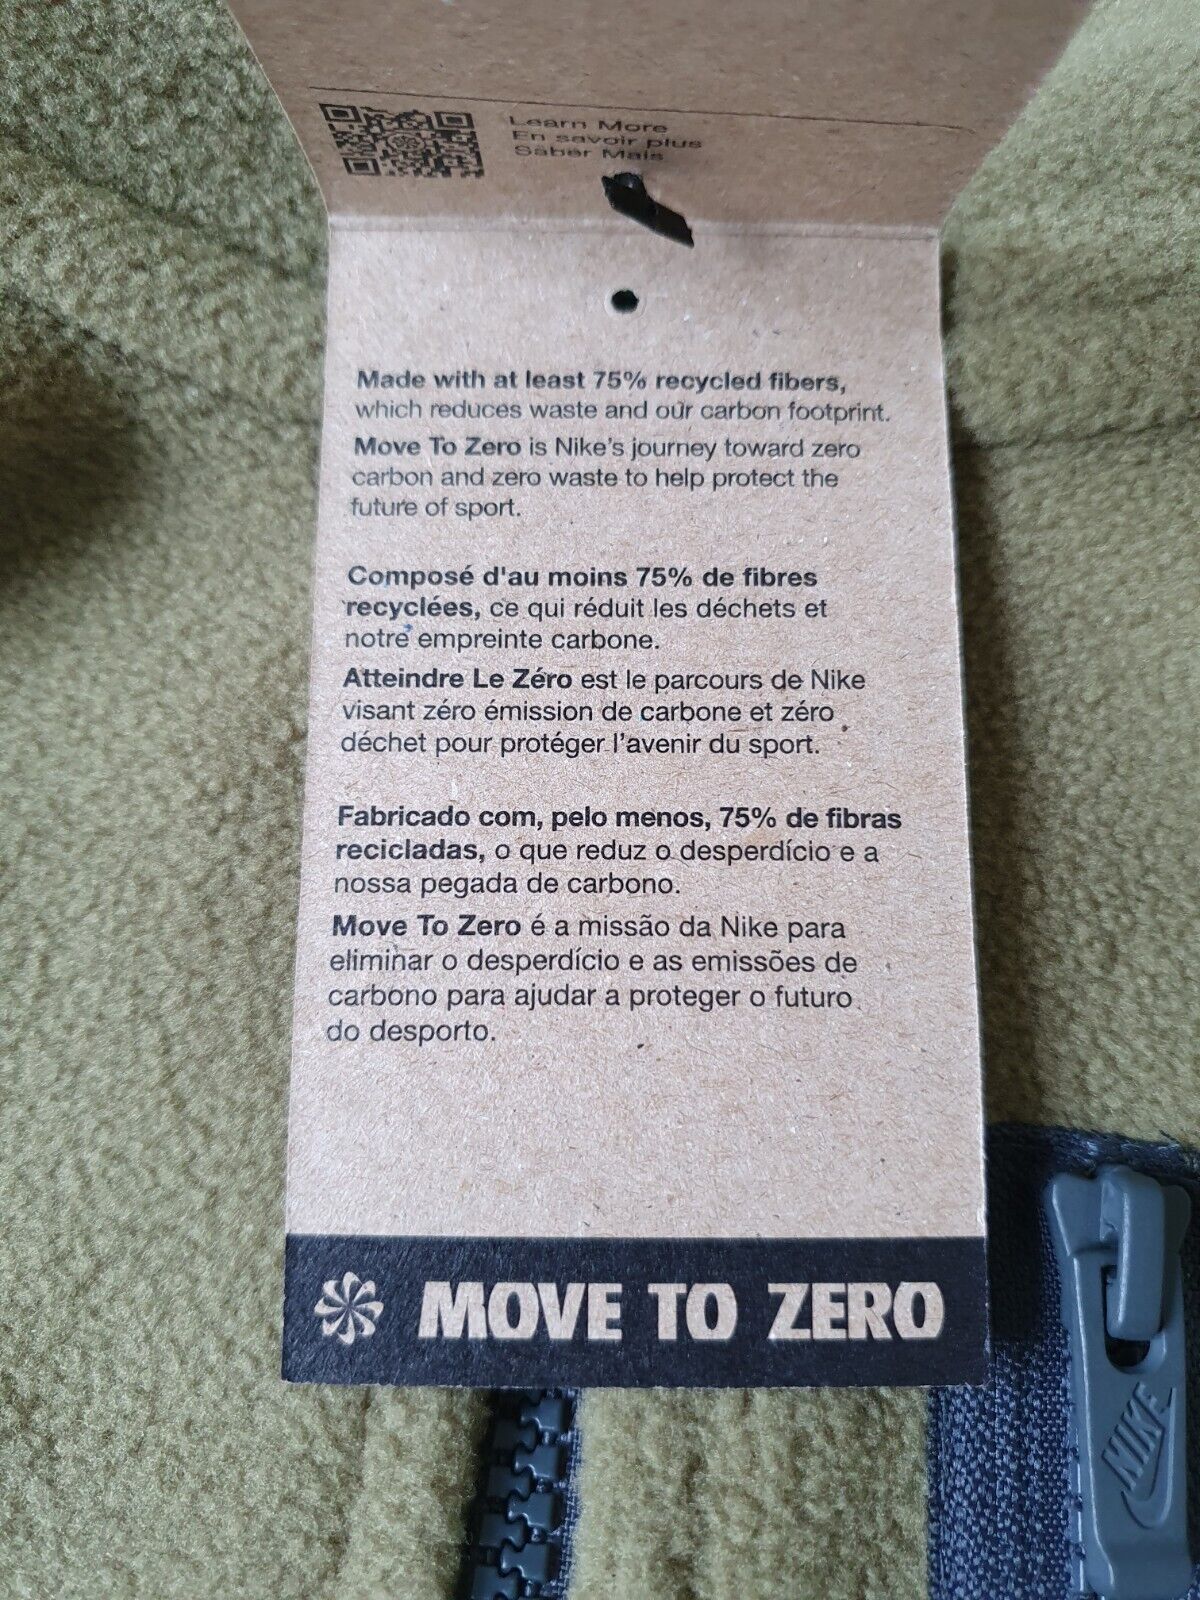 Learn More
En savoir plus
Saber Mais
Made with at least 75% recycled fibers,
which reduces waste and our carbon footprint.
Move To Zero is Nike's journey toward zero
carbon and zero waste to help protect the
future of sport.
Composé d'au moins 75% de fibres
recyclées, ce qui réduit les déchets et
notre empreinte carbone.
Atteindre Le Zéro est le parcours de Nike
visant zéro émission de carbone et zéro
déchet pour protéger l'avenir du sport.
Fabricado com, pelo menos, 75% de fibras
recicladas, o que reduz o desperdício e a
nossa pegada de carbono.
Move To Zero é a missão da Nike para
eliminar o desperdício e as emissões de
carbono para ajudar a proteger o futuro
do desporto.
MOVE TO ZERO
NIKE